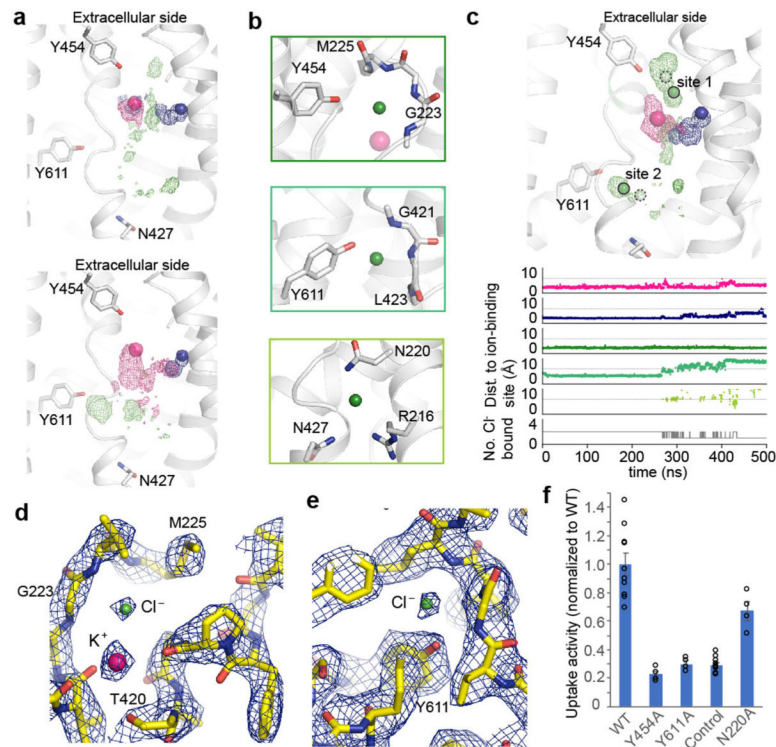 a
Extracellular side
Y454
Y611
N427
Extracellular side
Y454
Y611
N427
b
M225
Y454
G223
G421
Y611
L423
N220
N427
R216
c
Extracellular side
Y454
site 1
site 2
Y611
Dist. to ion-binding
site (Å)
10
0
10
0
10
0
10
0
10
0
No. Cl⁻
bound
4
2
0
0 100 200 300 400 500
time (ns)
d
M225
G223
Cl⁻
K⁺
T420
e
Cl⁻
Y611
f
Uptake activity (normalized to WT)
1.4
1.2
1.0
0.8
0.6
0.4
0.2
0
WT
Y454A
Y611A
Control
N220A